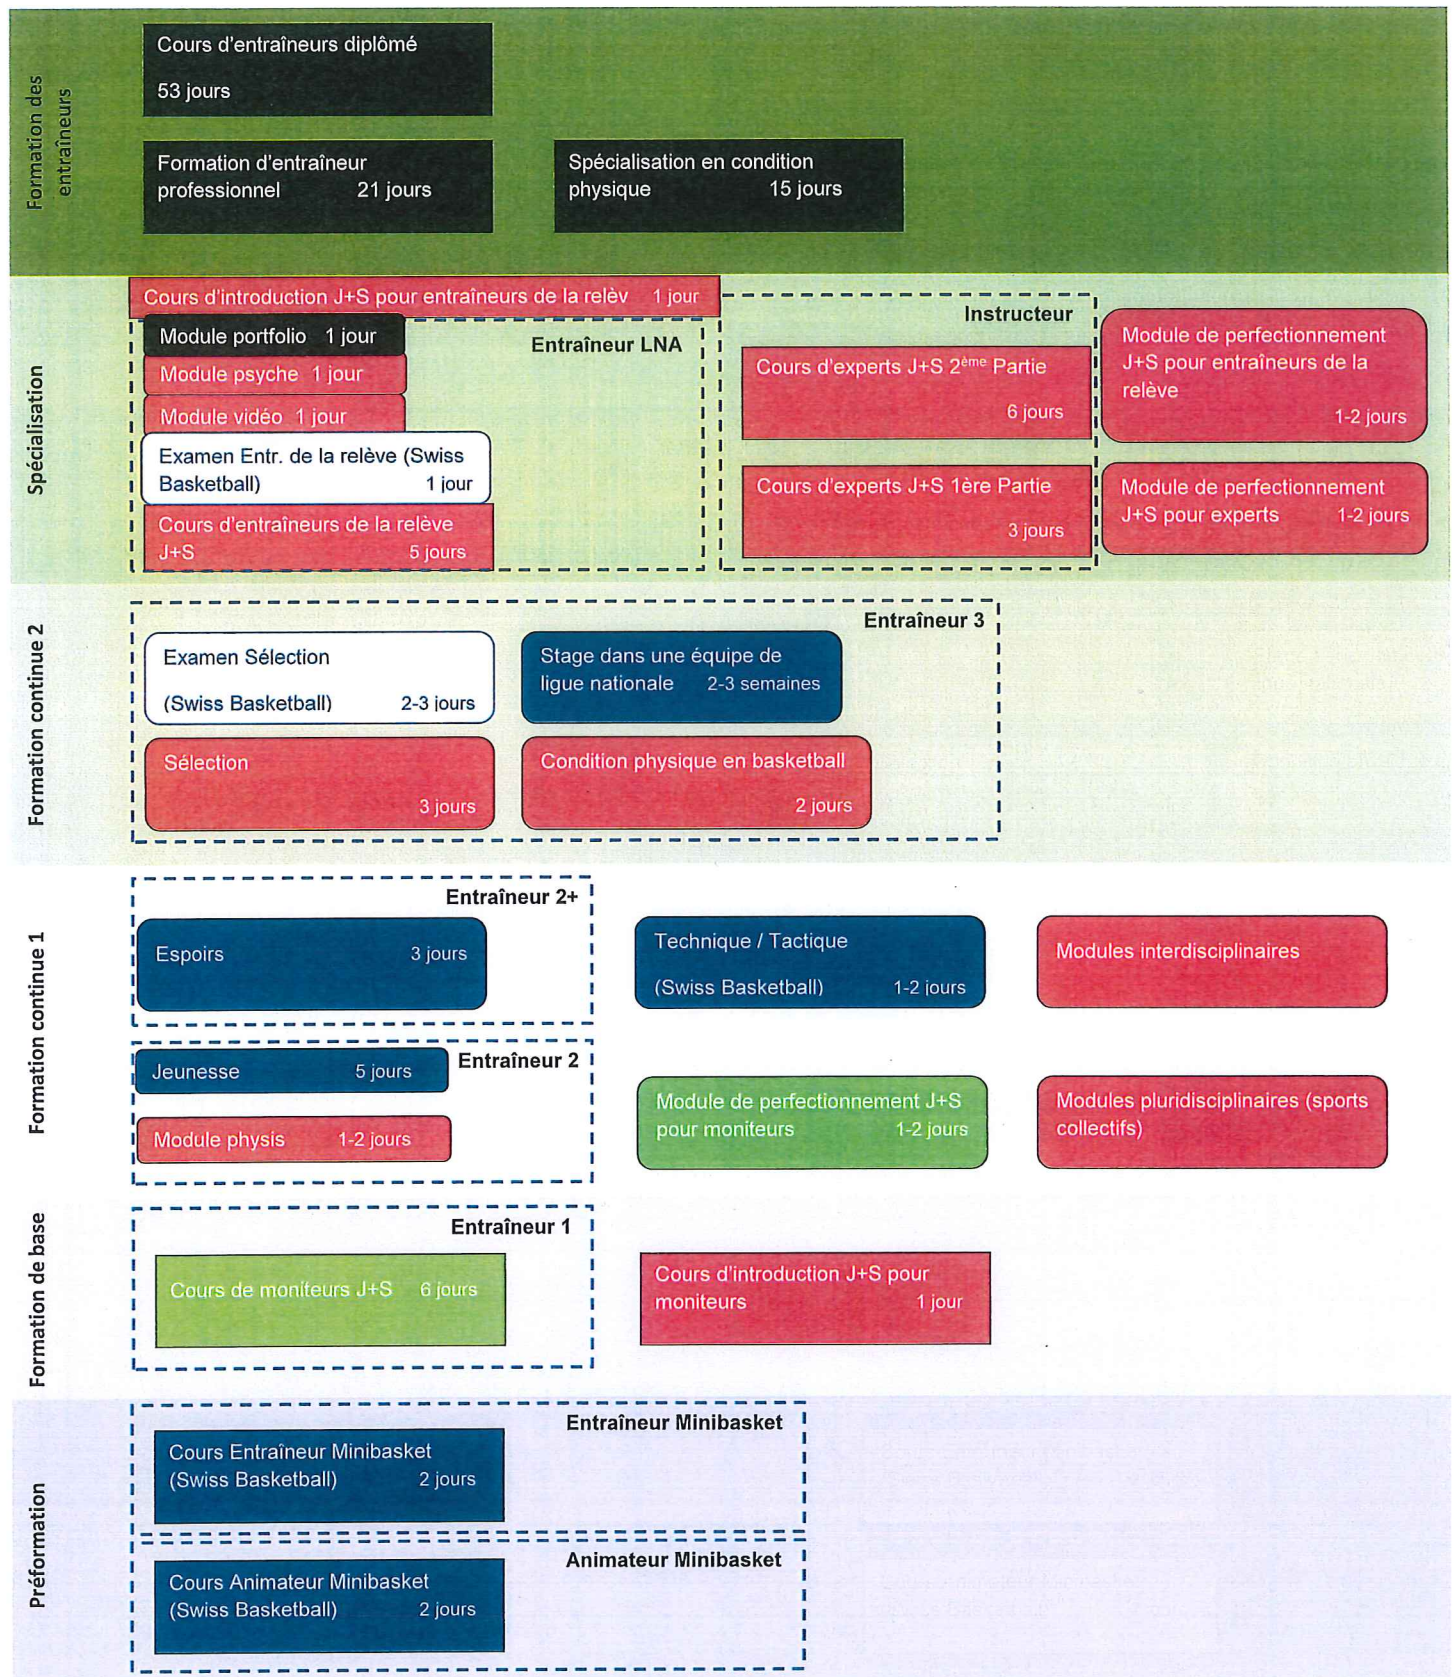 Formation des
entraîneurs
Cours d'entraîneurs diplômé
53 jours
Formation d'entraîneur
professionnel 21 jours
Spécialisation en condition
physique 15 jours
Spécialisation
Cours d'introduction J+S pour entraîneurs de la relèv 1 jour
Module portfolio 1 jour
Entraîneur LNA
Module psyche 1 jour
Module vidéo 1 jour
Examen Entr. de la relève (Swiss
Basketball) 1 jour
Cours d'entraîneurs de la relève
J+S 5 jours
Instructeur
Cours d'experts J+S 2ème Partie
6 jours
Cours d'experts J+S 1ère Partie
3 jours
Module de perfectionnement
J+S pour entraîneurs de la
relève
1-2 jours
Module de perfectionnement
J+S pour experts 1-2 jours
Formation continue 2
Entraîneur 3
Examen Sélection
(Swiss Basketball) 2-3 jours
Stage dans une équipe de
ligue nationale 2-3 semaines
Sélection
3 jours
Condition physique en basketball
2 jours
Formation continue 1
Entraîneur 2+
Espoirs 3 jours
Technique / Tactique
(Swiss Basketball) 1-2 jours
Modules interdisciplinaires
Entraîneur 2
Jeunesse 5 jours
Module physis 1-2 jours
Module de perfectionnement J+S
pour moniteurs 1-2 jours
Modules pluridisciplinaires (sports
collectifs)
Formation de base
Entraîneur 1
Cours de moniteurs J+S 6 jours
Cours d'introduction J+S pour
moniteurs 1 jour
Préformation
Entraîneur Minibasket
Cours Entraîneur Minibasket
(Swiss Basketball) 2 jours
Animateur Minibasket
Cours Animateur Minibasket
(Swiss Basketball) 2 jours